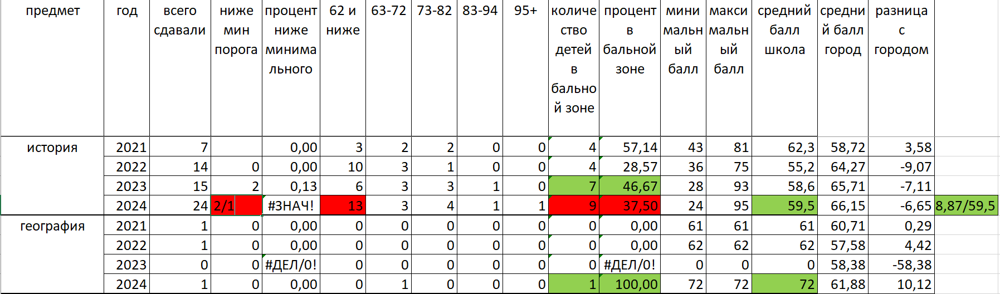 предмет год всего сдавали ниже мин порога процент ниже минимального 62 и ниже 63-72 73-82 83-94 95+ количество детей в бальной зоне процент в бальной зоне минимальный балл максимальный балл средний балл школа средний балл город разница с городом
история 2021 7 0,00 3 2 2 0 0 4 57,14 43 81 62,3 58,72 3,58
2022 14 0 0,00 10 3 1 0 0 4 28,57 36 75 55,2 64,27 -9,07
2023 15 2 0,13 6 3 3 1 0 7 46,67 28 93 58,6 65,71 -7,11
2024 24 2/1 #ЗНАЧ! 13 3 4 1 1 9 37,50 24 95 59,5 66,15 -6,65 8,87/59,5
география 2021 1 0 0,00 0 0 0 0 0 0 0,00 61 61 61 60,71 0,29
2022 1 0 0,00 0 0 0 0 0 0 0,00 62 62 62 57,58 4,42
2023 0 0 #ДЕЛ/0! 0 0 0 0 0 0 #ДЕЛ/0! 0 0 0 58,38 -58,38
2024 1 0 0,00 0 1 0 0 0 1 100,00 72 72 72 61,88 10,12